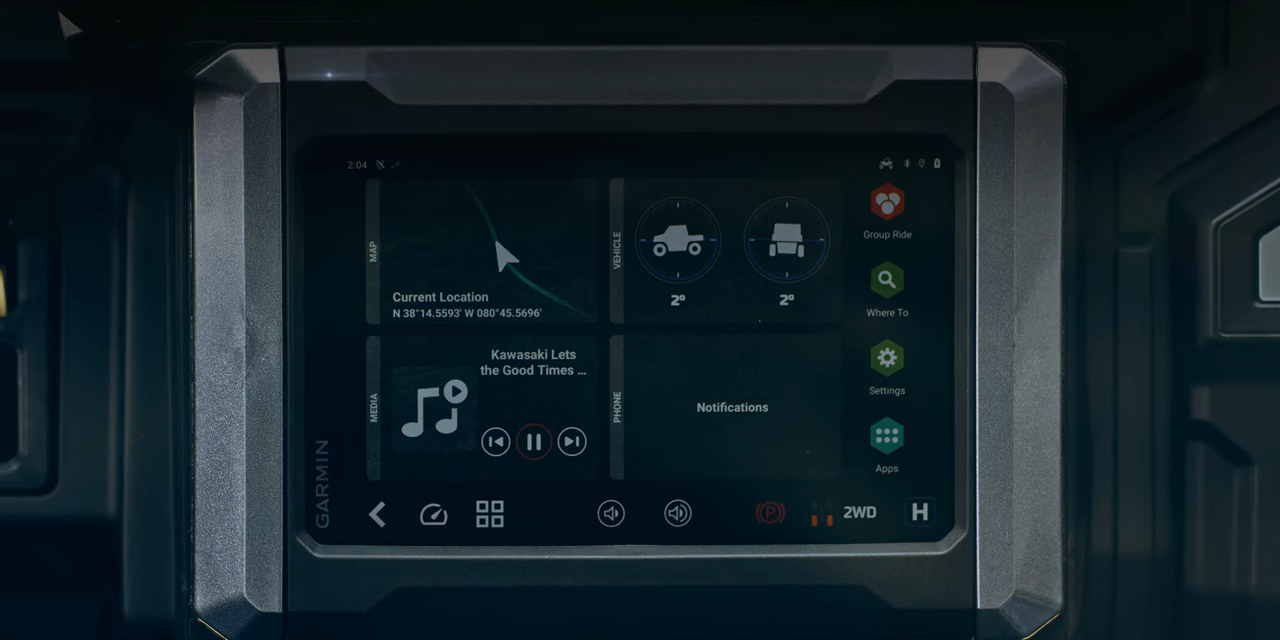 2:04
MAP
Current Location
N 38°14.5593' W 080°45.5696'
VEHICLE
2°
2°
Group Ride
Where To
Settings
Apps
MEDIA
Kawasaki Lets
the Good Times ...
PHONE
Notifications
GARMIN
P
2WD
H